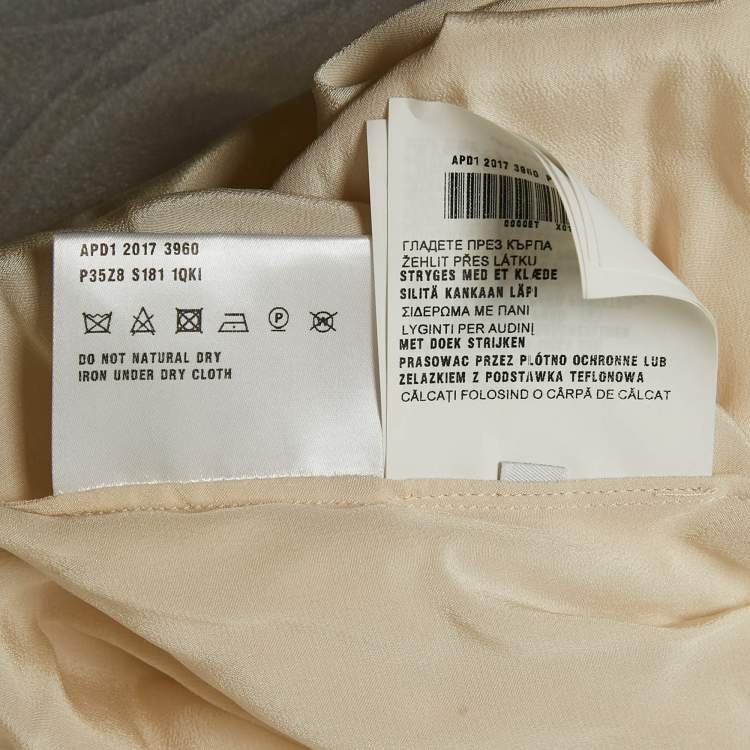 APD1 2017 3960
P35Z8 S181 1QKI
P
DO NOT NATURAL DRY
IRON UNDER DRY CLOTH
APD1 2017 3960 P
ГЛАДЕТЕ ПРЕЗ КЪРПА
ŽEHLIT PŘES LÁTKU
STRYGES MED ET KLÆDE
SILITÄ KANKAAN LÄPI
ΣΙΔΕΡΩΜΑ ΜΕ ΠΑΝΙ
LYGINTI PER AUDINĮ
MET DOEK STRIJKEN
PRASOWAC PRZEZ PLÓTNO OCHRONNE LUB
ZELAZKIEM Z PODSTAWKA TEFLONOWA
CĂLCAȚI FOLOSIND O CÂRPĂ DE CĂLCAT